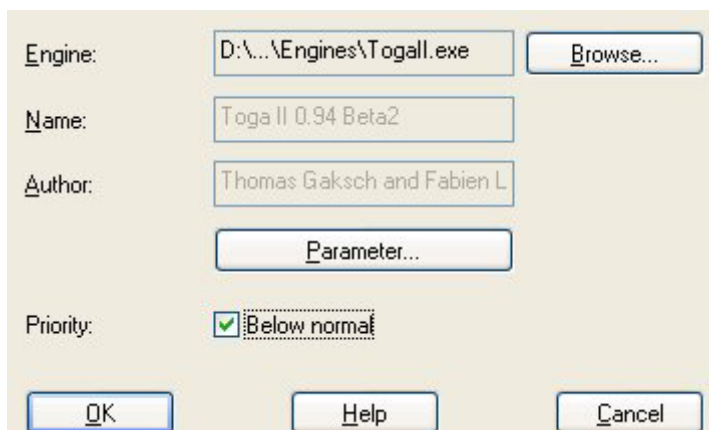 Engine: D:\...\Engines\TogaII.exe Browse...
Name: Toga II 0.94 Beta2
Author: Thomas Gaksch and Fabien L
Parameter...
Priority: Below normal
OK Help Cancel